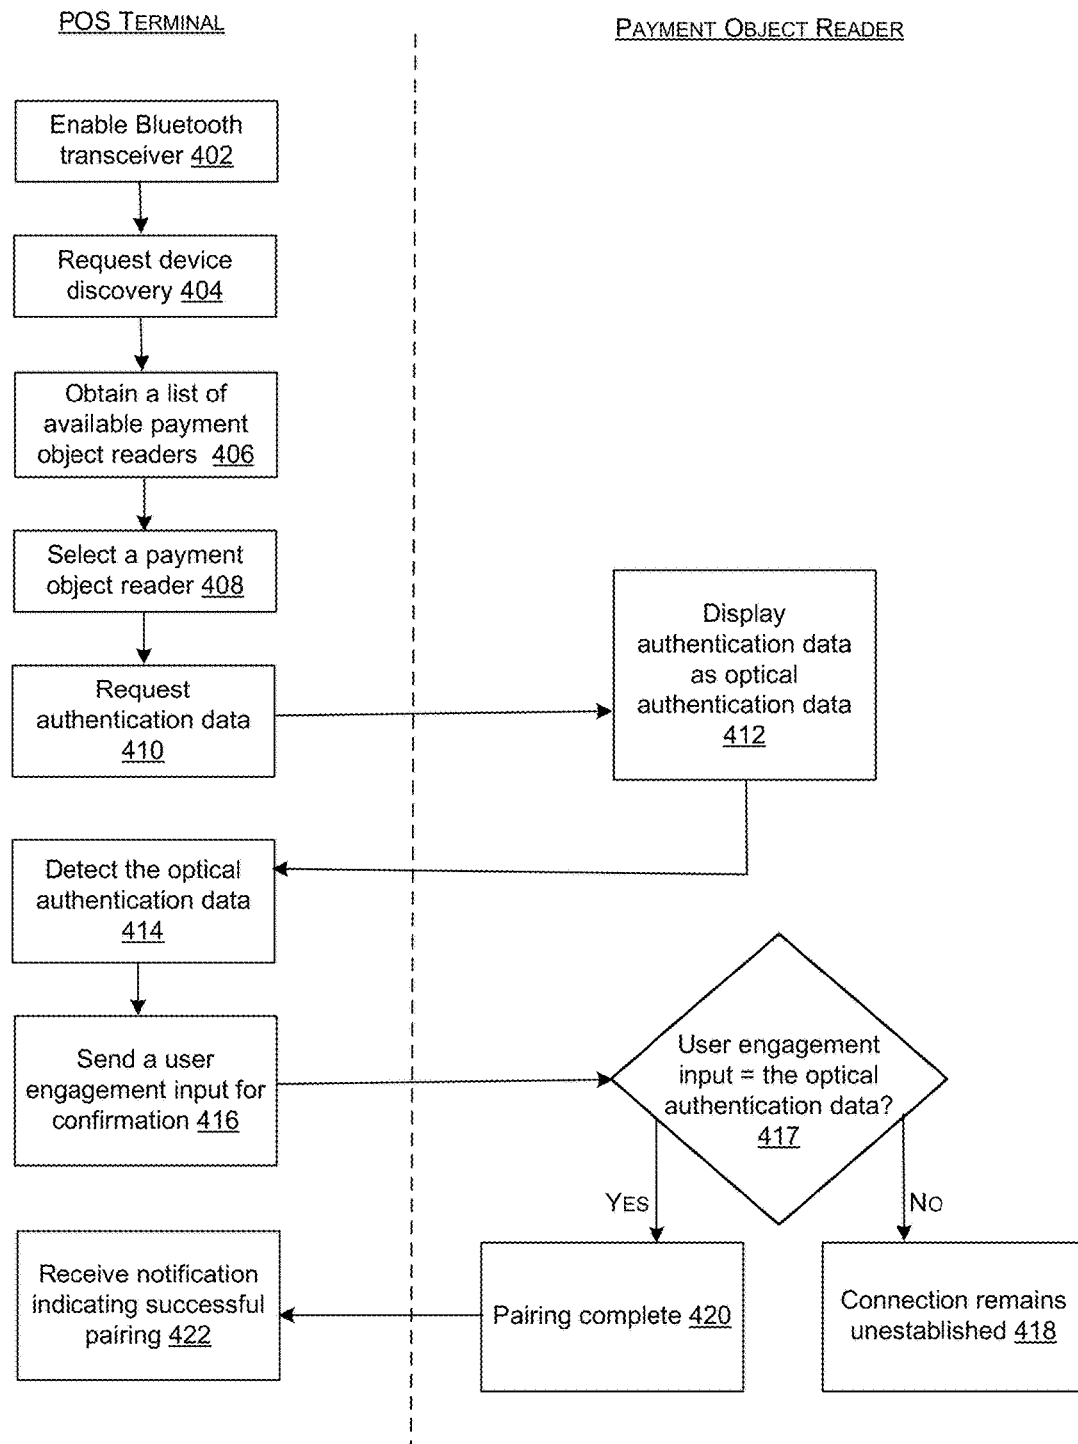 POS TERMINAL
PAYMENT OBJECT READER
Enable Bluetooth
transceiver 402
Request device
discovery 404
Obtain a list of
available payment
object readers 406
Select a payment
object reader 408
Request
authentication data
410
Display
authentication data
as optical
authentication data
412
Detect the optical
authentication data
414
Send a user
engagement input for
confirmation 416
User engagement
input = the optical
authentication data?
417
YES
NO
Receive notification
indicating successful
pairing 422
Pairing complete 420
Connection remains
unestablished 418